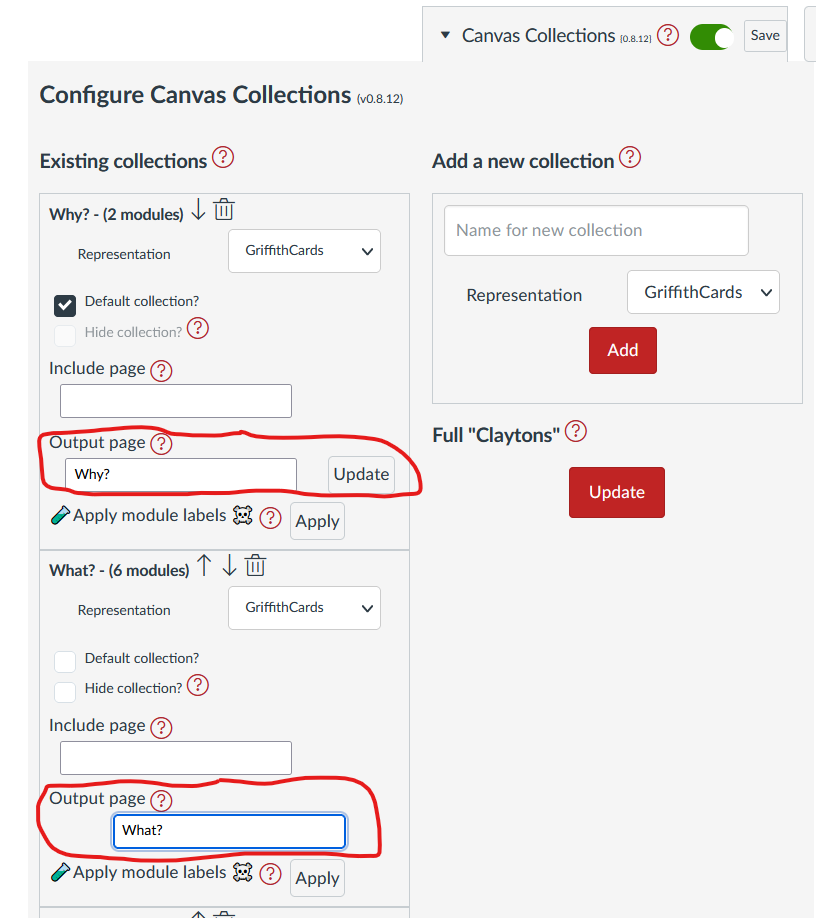 Canvas Collections [0.8.12] ? Save
Configure Canvas Collections (v0.8.12)
Existing collections ?
Why? - (2 modules)
Representation GriffithCards
Default collection?
Hide collection? ?
Include page ?
Output page ?
Why? Update
Apply module labels ? Apply
What? - (6 modules)
Representation GriffithCards
Default collection?
Hide collection? ?
Include page ?
Output page ?
What?
Apply module labels ? Apply
Add a new collection ?
Name for new collection
Representation GriffithCards
Add
Full "Claytons" ?
Update